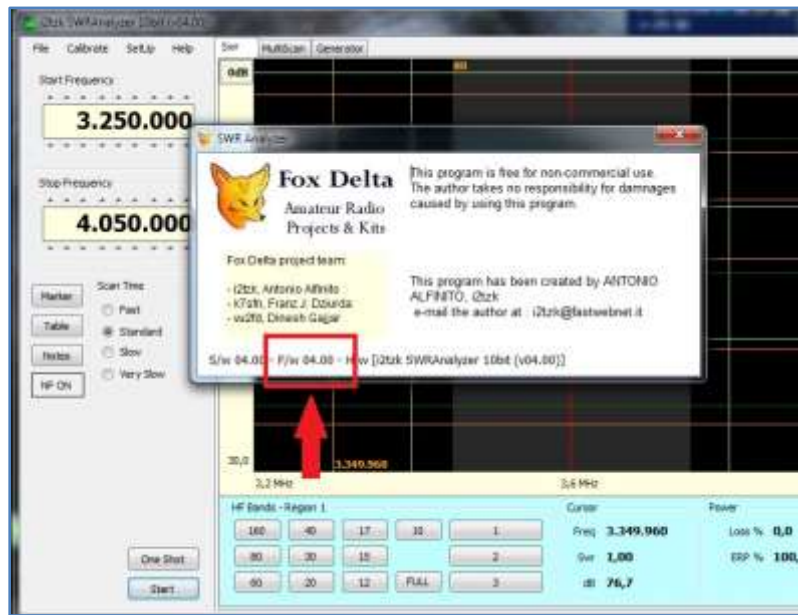 i2tzk SWRAnalyzer 10bit (v04.00)
File Calibrate SetUp Help
Swr MultiScan Generator
Start Frequency
3.250.000
Stop Frequency
4.050.000
Marker
Table
Notes
HF ON
Scan Time
Fast
Standard
Slow
Very Slow
One Shot
Start
0dB
80
SWR Analyzer
Fox Delta
Amateur Radio
Projects & Kits
This program is free for non-commercial use.
The author takes no responsibility for damnages
caused by using this program.
Fox Delta project team:
- i2tzk, Antonio Alfinito
- k7sfn, Franz J. Dziurda
- vu2fd, Dinesh Gajjar
This program has been created by ANTONIO
ALFINITO, i2tzk
e-mail the author at : i2tzk@fastwebnet.it
S/w 04.00 - F/w 04.00 - H/w [i2tzk SWRAnalyzer 10bit (v04.00)]
30,0
3.349.960
3,2 MHz 3,6 MHz
HF Bands - Region 1
160 40 17 10 1
80 30 15 2
60 20 12 FULL 3
Cursor
Freq 3.349.960
Swr 1,00
dB 76,7
Power
Loss % 0,0
ERP % 100,